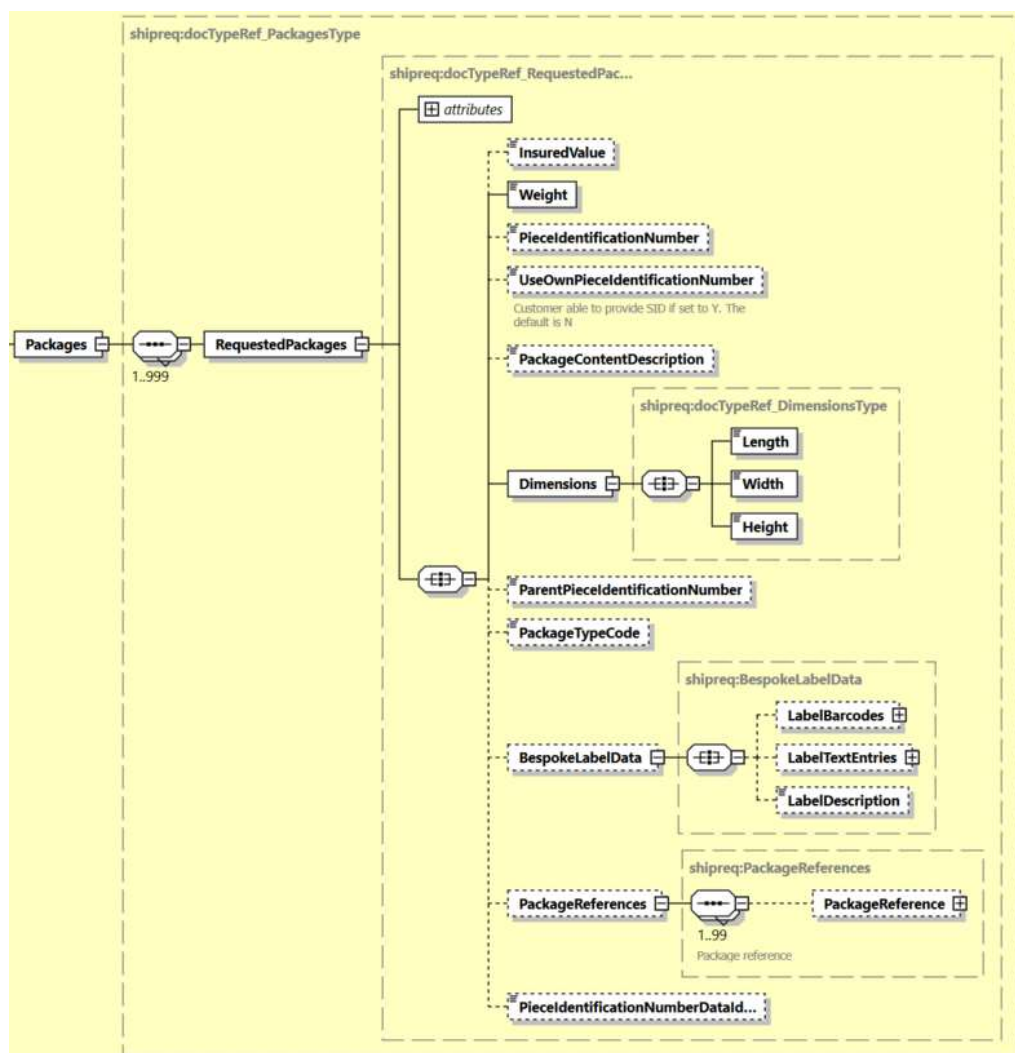 shipreq:docTypeRef_PackagesType
shipreq:docTypeRef_RequestedPac...
attributes
InsuredValue
Weight
PieceIdentificationNumber
UseOwnPieceIdentificationNumber
Customer able to provide SID if set to Y. The
default is N
Packages
1..999
RequestedPackages
PackageContentDescription
shipreq:docTypeRef_DimensionsType
Length
Dimensions
Width
Height
ParentPieceIdentificationNumber
PackageTypeCode
shipreq:BespokeLabelData
LabelBarcodes
BespokeLabelData
LabelTextEntries
LabelDescription
shipreq:PackageReferences
PackageReferences
PackageReference
1..99
Package reference
PieceIdentificationNumberDataId...